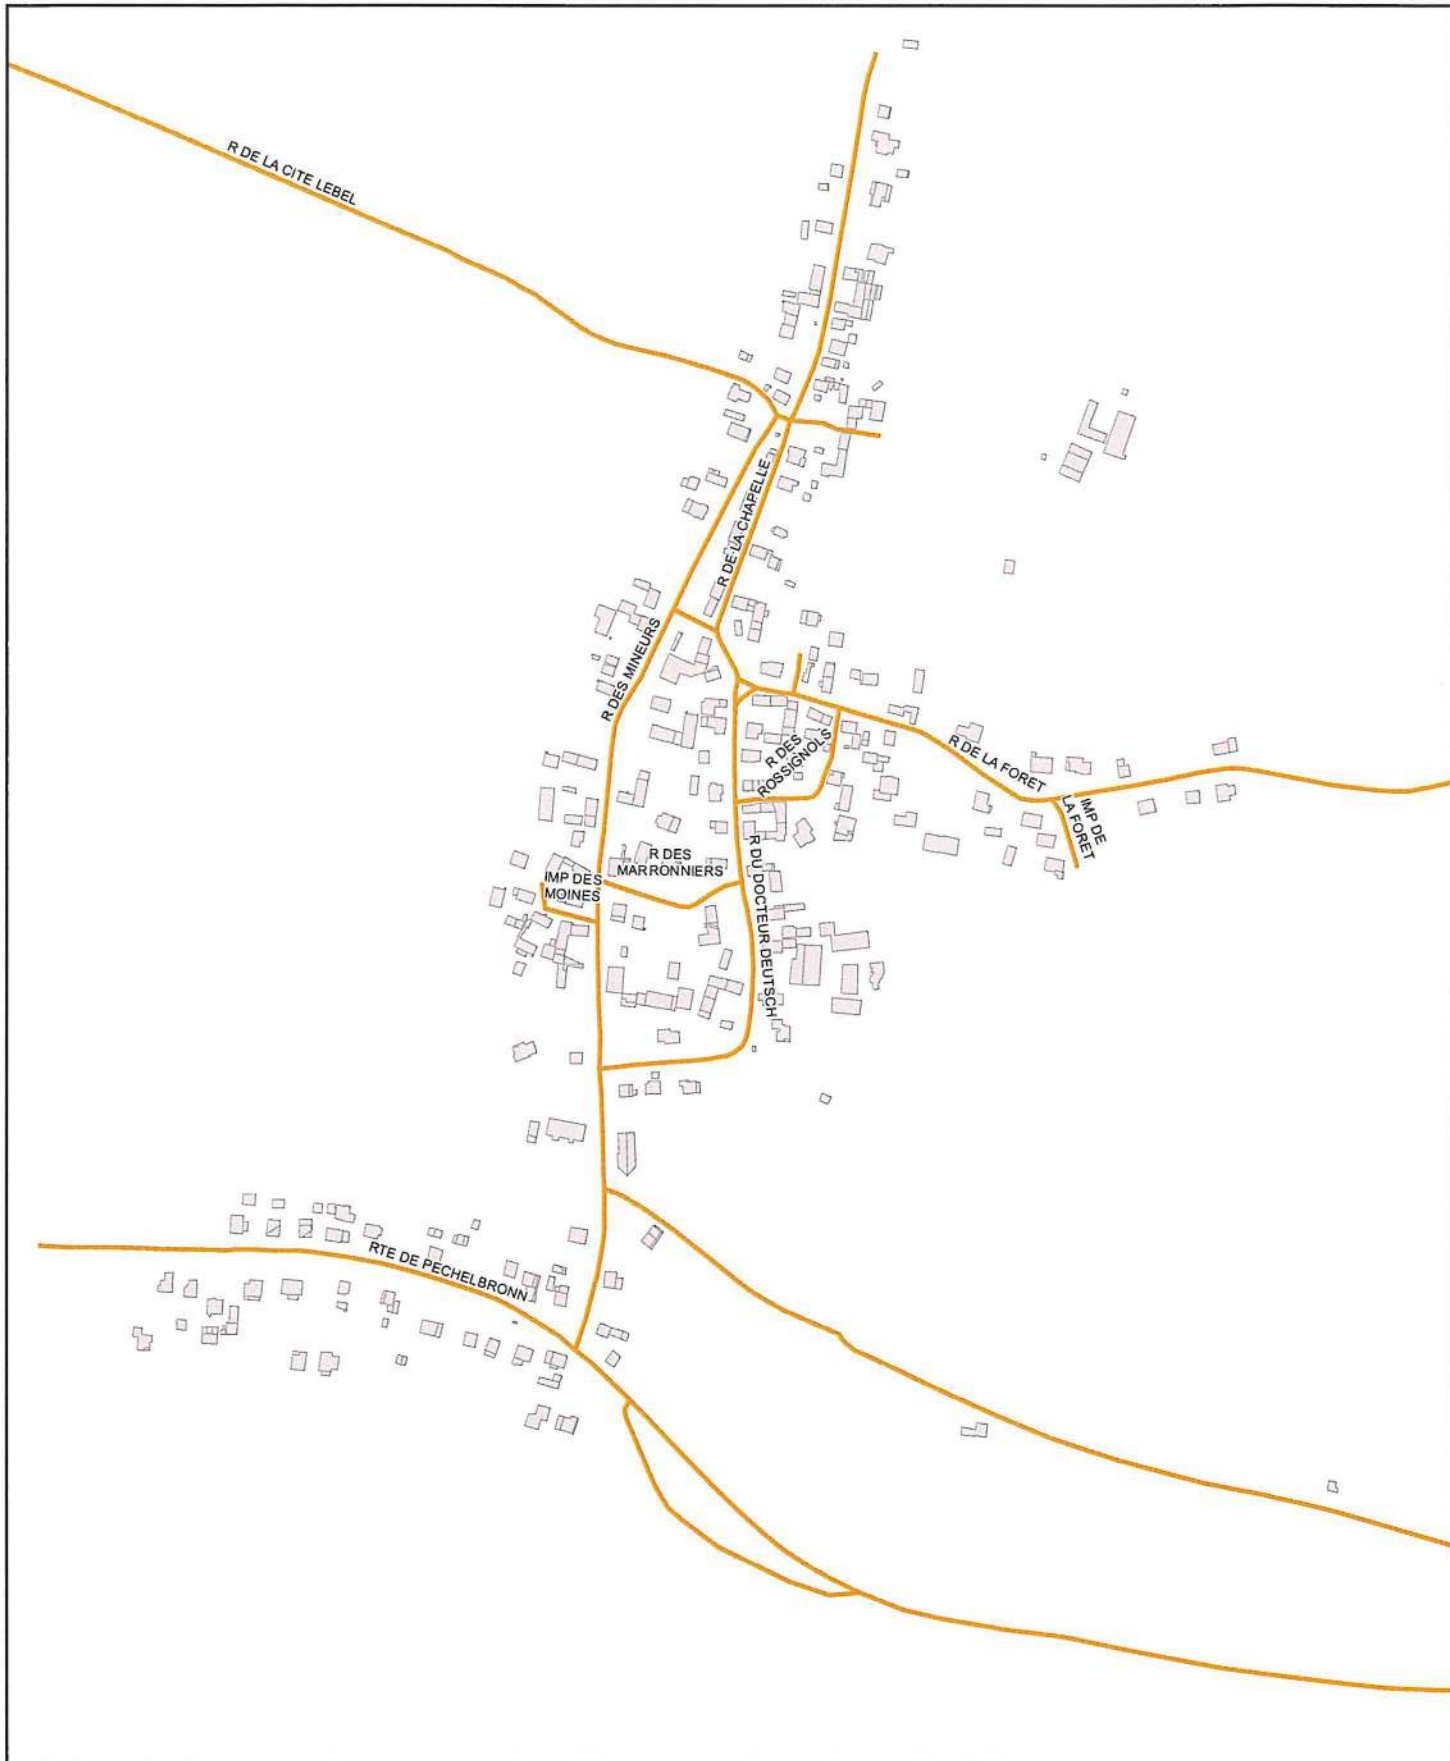 R DE LA CITE LEBEL
R DE LA CHAPELLE
R DES MINEURS
R DES
ROSSIGNOLS
R DE LA FORET
IMP DE
LA FORET
R DES
MARRONNIERS
R DU DOCTEUR DEUTSCH
IMP DES
MOINES
RTE DE PECHELBRONN